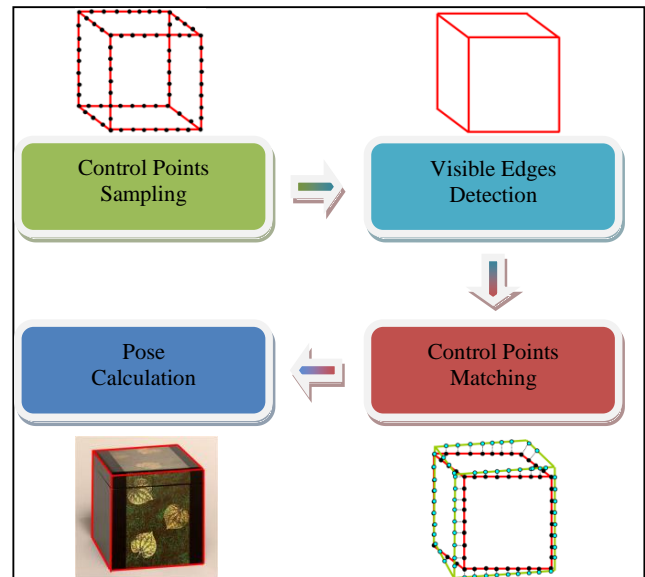 Control Points
Sampling
Visible Edges
Detection
Pose
Calculation
Control Points
Matching